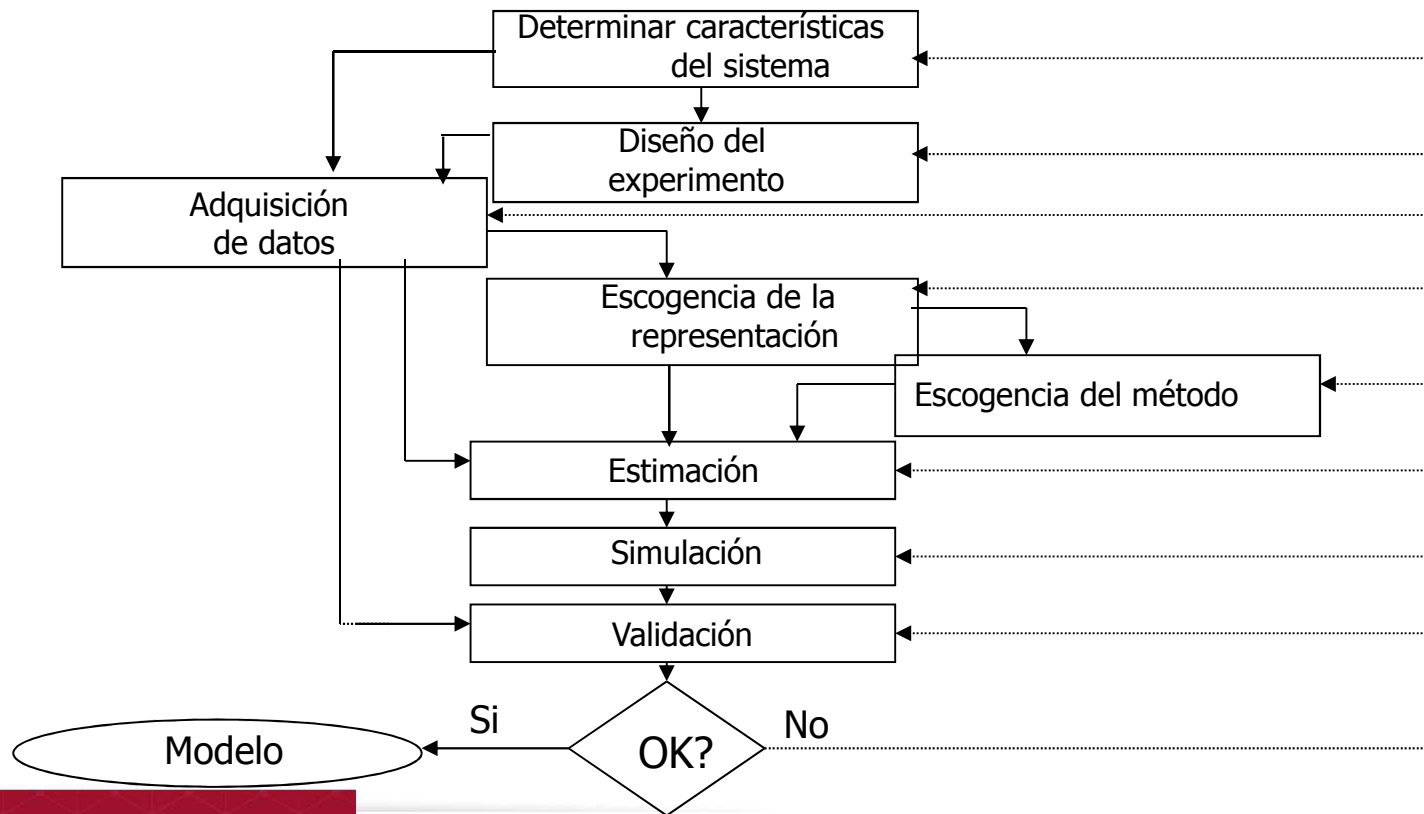 Determinar características
del sistema
Diseño del
experimento
Adquisición
de datos
Escogencia de la
representación
Escogencia del método
Estimación
Simulación
Validación
Si
No
OK?
Modelo